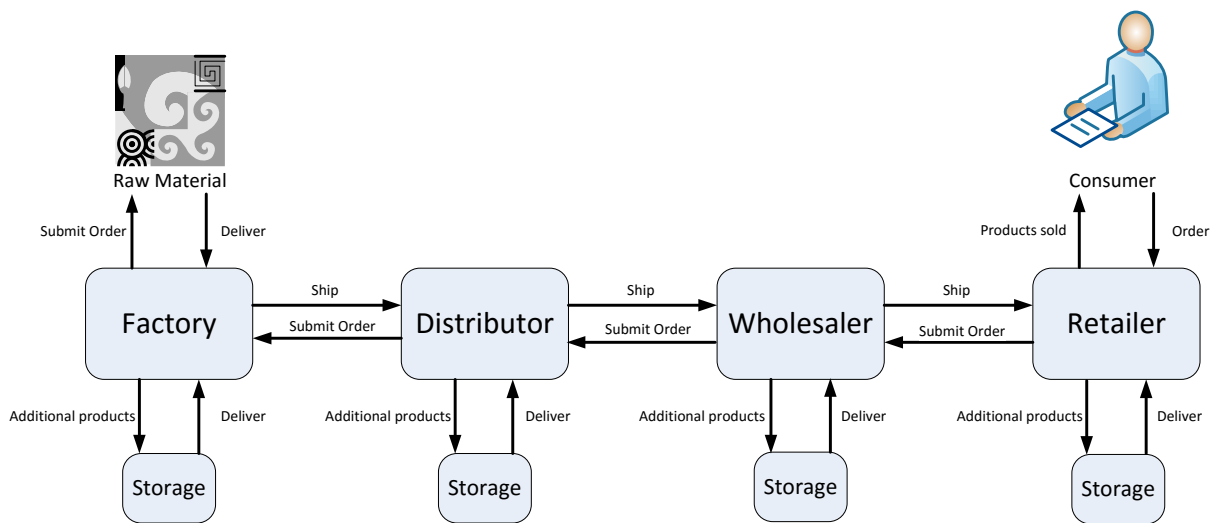 Raw Material
Consumer
Submit Order
Deliver
Products sold
Order
Ship
Ship
Ship
Factory
Distributor
Wholesaler
Retailer
Submit Order
Submit Order
Submit Order
Additional products
Deliver
Additional products
Deliver
Additional products
Deliver
Additional products
Deliver
Storage
Storage
Storage
Storage